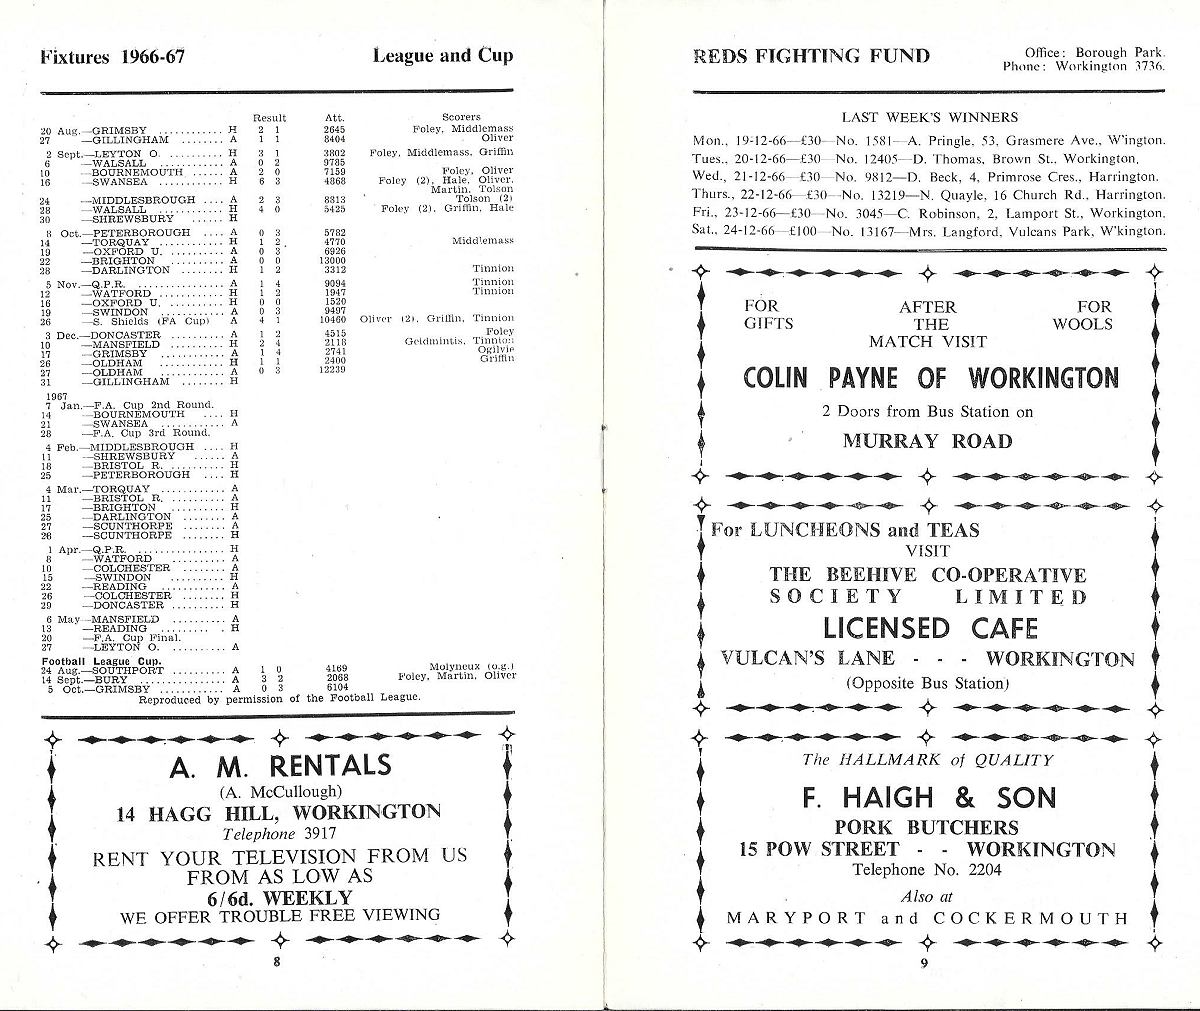 Fixtures 1966-67 League and Cup
Result Att. Scorers
20 Aug.—GRIMSBY ............ H 2 1 2645 Foley, Middlemass
27 —GILLINGHAM ........ A 1 1 8404 Oliver
2 Sept.—LEYTON O. ........... H 3 1 3802 Foley, Middlemass, Griffin
6 —WALSALL ............ A 0 2 9785
10 —BOURNEMOUTH ..... A 2 0 7159 Foley, Oliver
16 —SWANSEA ............ H 6 3 4868 Foley (2), Hale, Oliver,
Martin, Tolson
24 —MIDDLESBROUGH .... A 2 3 8813 Tolson (2)
28 —WALSALL ............ H 4 0 5425 Foley (2), Griffin, Hale
30 —SHREWSBURY ...... H
8 Oct.—PETERBOROUGH .... A 0 3 5782
14 —TORQUAY ............ H 1 2 4770 Middlemass
19 —OXFORD U. .......... A 0 3 6926
22 —BRIGHTON .......... A 0 0 13000
28 —DARLINGTON ........ H 1 2 3312 Tinnion
5 Nov.—Q.P.R. ............... A 1 4 9094 Tinnion
12 —WATFORD ........... H 1 2 1947 Tinnion
16 —OXFORD U. .......... H 0 0 1520
19 —SWINDON ........... A 0 3 9497
26 —S. Shields (FA Cup) A 4 1 10460 Oliver (2), Griffin, Tinnion
3 Dec.—DONCASTER .......... A 1 2 4515 Foley
10 —MANSFIELD .......... H 2 4 2118 Geidmintis, Tinnion
17 —GRIMSBY ............ A 1 4 2741 Ogilvie
26 —OLDHAM ............. H 1 1 2400 Griffin
27 —OLDHAM ............. A 0 3 12239
31 —GILLINGHAM ........ H
1967
7 Jan.—F.A. Cup 2nd Round.
14 —BOURNEMOUTH .... H
21 —SWANSEA ............ A
28 —F.A. Cup 3rd Round.
4 Feb.—MIDDLESBROUGH .... H
11 —SHREWSBURY ...... A
18 —BRISTOL R. .......... H
25 —PETERBOROUGH .... H
4 Mar.—TORQUAY ............ A
11 —BRISTOL R. .......... A
17 —BRIGHTON .......... H
25 —DARLINGTON ........ A
27 —SCUNTHORPE ....... A
28 —SCUNTHORPE ....... H
1 Apr.—Q.P.R. ............... H
8 —WATFORD ........... A
10 —COLCHESTER ........ A
15 —SWINDON ........... H
22 —READING ............ A
26 —COLCHESTER ........ H
29 —DONCASTER .......... H
6 May—MANSFIELD .......... A
13 —READING ............ H
20 —F.A. Cup Final.
27 —LEYTON O. ........... A
Football League Cup.
24 Aug.—SOUTHPORT .......... A 1 0 4169 Molyneux (o.g.)
14 Sept.—BURY ................ A 3 2 2068 Foley, Martin, Oliver
5 Oct.—GRIMSBY ............ A 0 3 6104
Reproduced by permission of the Football League.
A. M. RENTALS
(A. McCullough)
14 HAGG HILL, WORKINGTON
Telephone 3917
RENT YOUR TELEVISION FROM US
FROM AS LOW AS
6/6d. WEEKLY
WE OFFER TROUBLE FREE VIEWING
8
REDS FIGHTING FUND Office: Borough Park.
Phone: Workington 3736.
LAST WEEK'S WINNERS
Mon., 19-12-66—£30—No. 1581—A. Pringle, 53, Grasmere Ave., W'ington.
Tues., 20-12-66—£30—No. 12405—D. Thomas, Brown St., Workington.
Wed., 21-12-66—£30—No. 9812—D. Beck, 4, Primrose Cres., Harrington.
Thurs., 22-12-66—£30—No. 13219—N. Quayle, 16 Church Rd., Harrington.
Fri., 23-12-66—£30—No. 3045—C. Robinson, 2, Lamport St., Workington.
Sat., 24-12-66—£100—No. 13167—Mrs. Langford, Vulcans Park, W'kington.
FOR AFTER FOR
GIFTS THE WOOLS
MATCH VISIT
COLIN PAYNE OF WORKINGTON
2 Doors from Bus Station on
MURRAY ROAD
For LUNCHEONS and TEAS
VISIT
THE BEEHIVE CO-OPERATIVE
SOCIETY LIMITED
LICENSED CAFE
VULCAN'S LANE - - - WORKINGTON
(Opposite Bus Station)
The HALLMARK of QUALITY
F. HAIGH & SON
PORK BUTCHERS
15 POW STREET - - WORKINGTON
Telephone No. 2204
Also at
MARYPORT and COCKERMOUTH
9